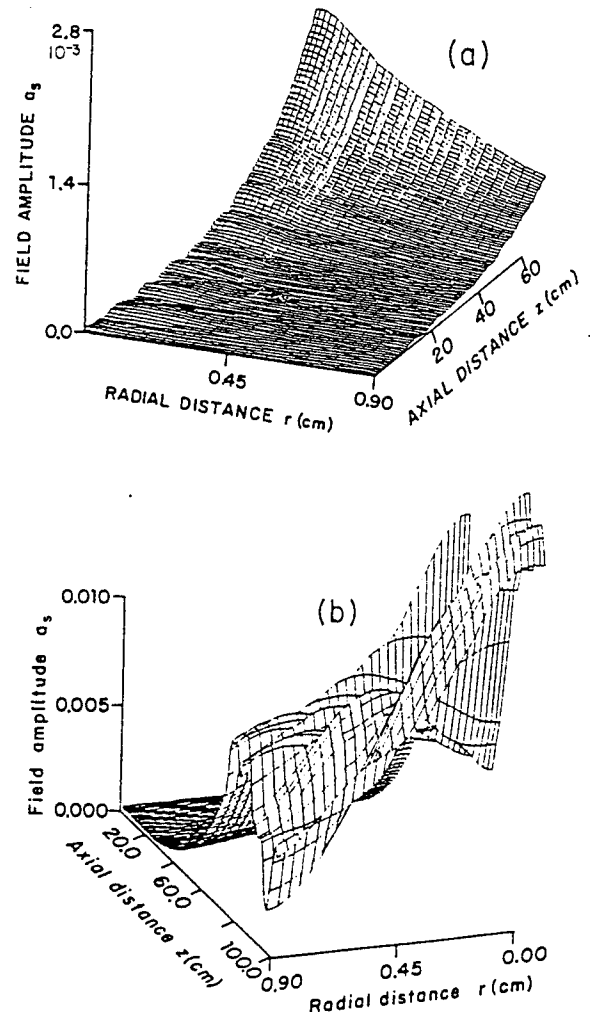 (a)
2.8
10-3
1.4
0.0
FIELD AMPLITUDE as
0.45
0.90
RADIAL DISTANCE r (cm)
20
40
60
AXIAL DISTANCE z (cm)
(b)
0.010
0.005
0.000
Field amplitude as
20.0
60.0
100.0
Axial distance z(cm)
0.90
0.45
0.00
Radial distance r(cm)